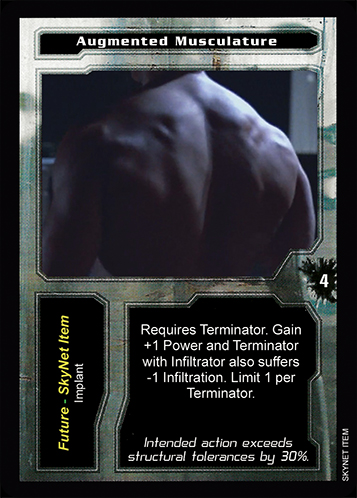 Augmented Musculature
4
Future - SkyNet Item
Implant
Requires Terminator. Gain
+1 Power and Terminator
with Infiltrator also suffers
-1 Infiltration. Limit 1 per
Terminator.
Intended action exceeds
structural tolerances by 30%.
SKYNET ITEM